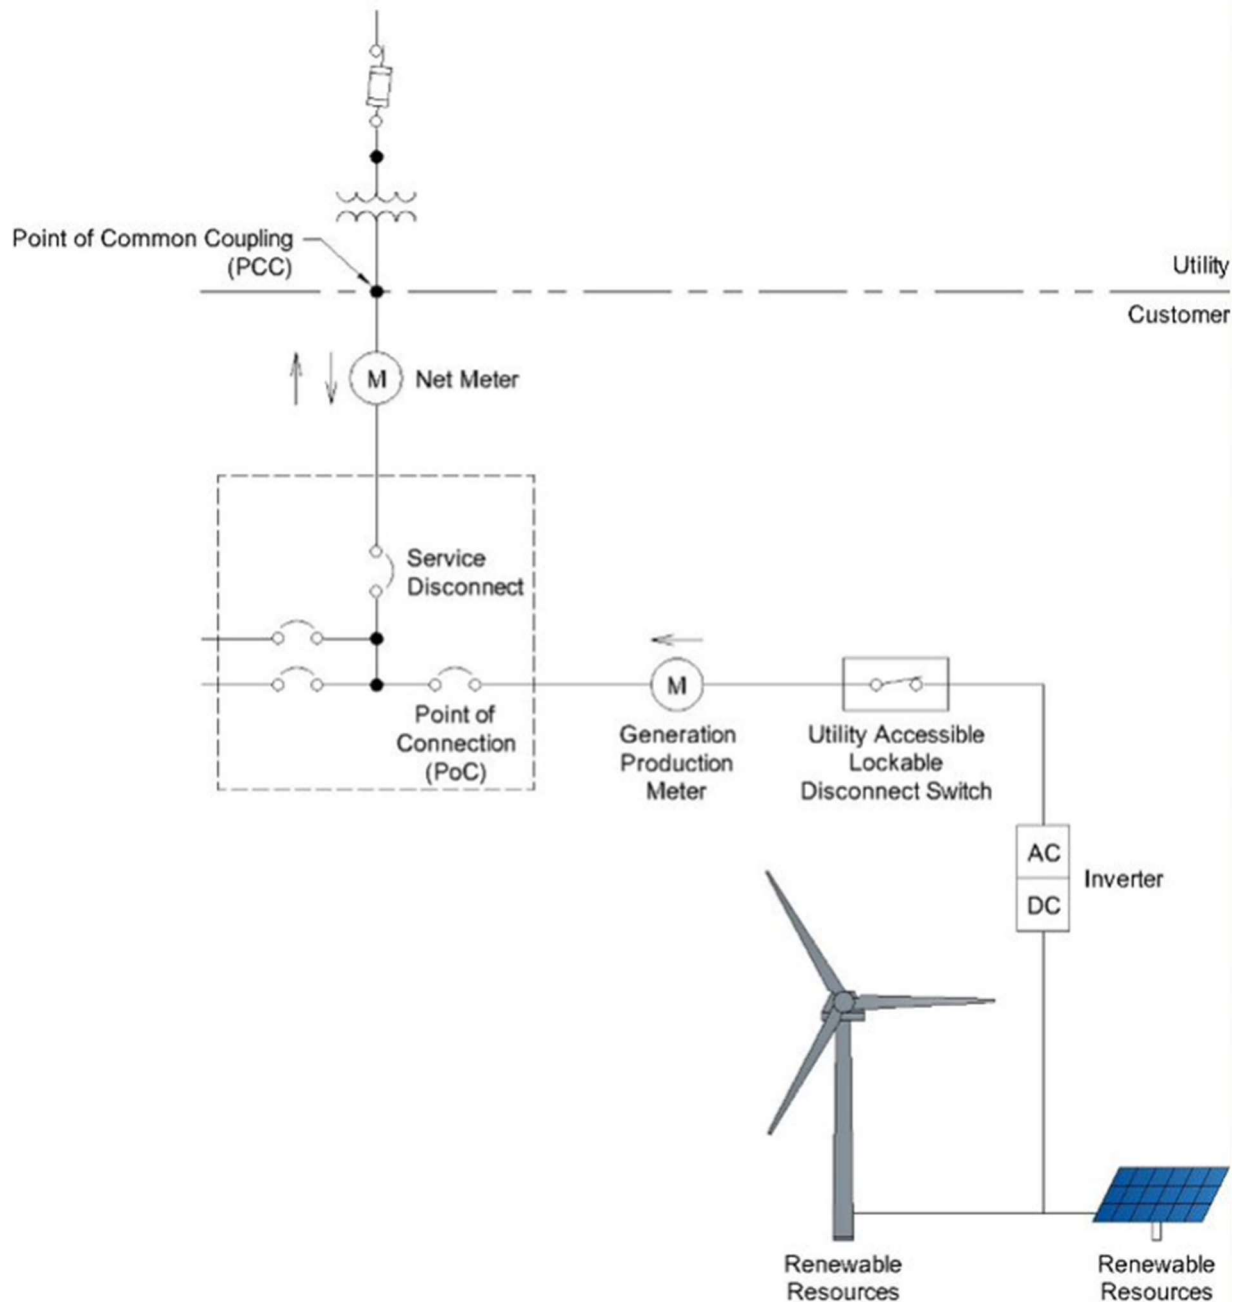 Point of Common Coupling
(PCC)
Utility
Customer
M
Net Meter
Service
Disconnect
Point of
Connection
(PoC)
M
Generation
Production
Meter
Utility Accessible
Lockable
Disconnect Switch
AC
DC
Inverter
Renewable
Resources
Renewable
Resources